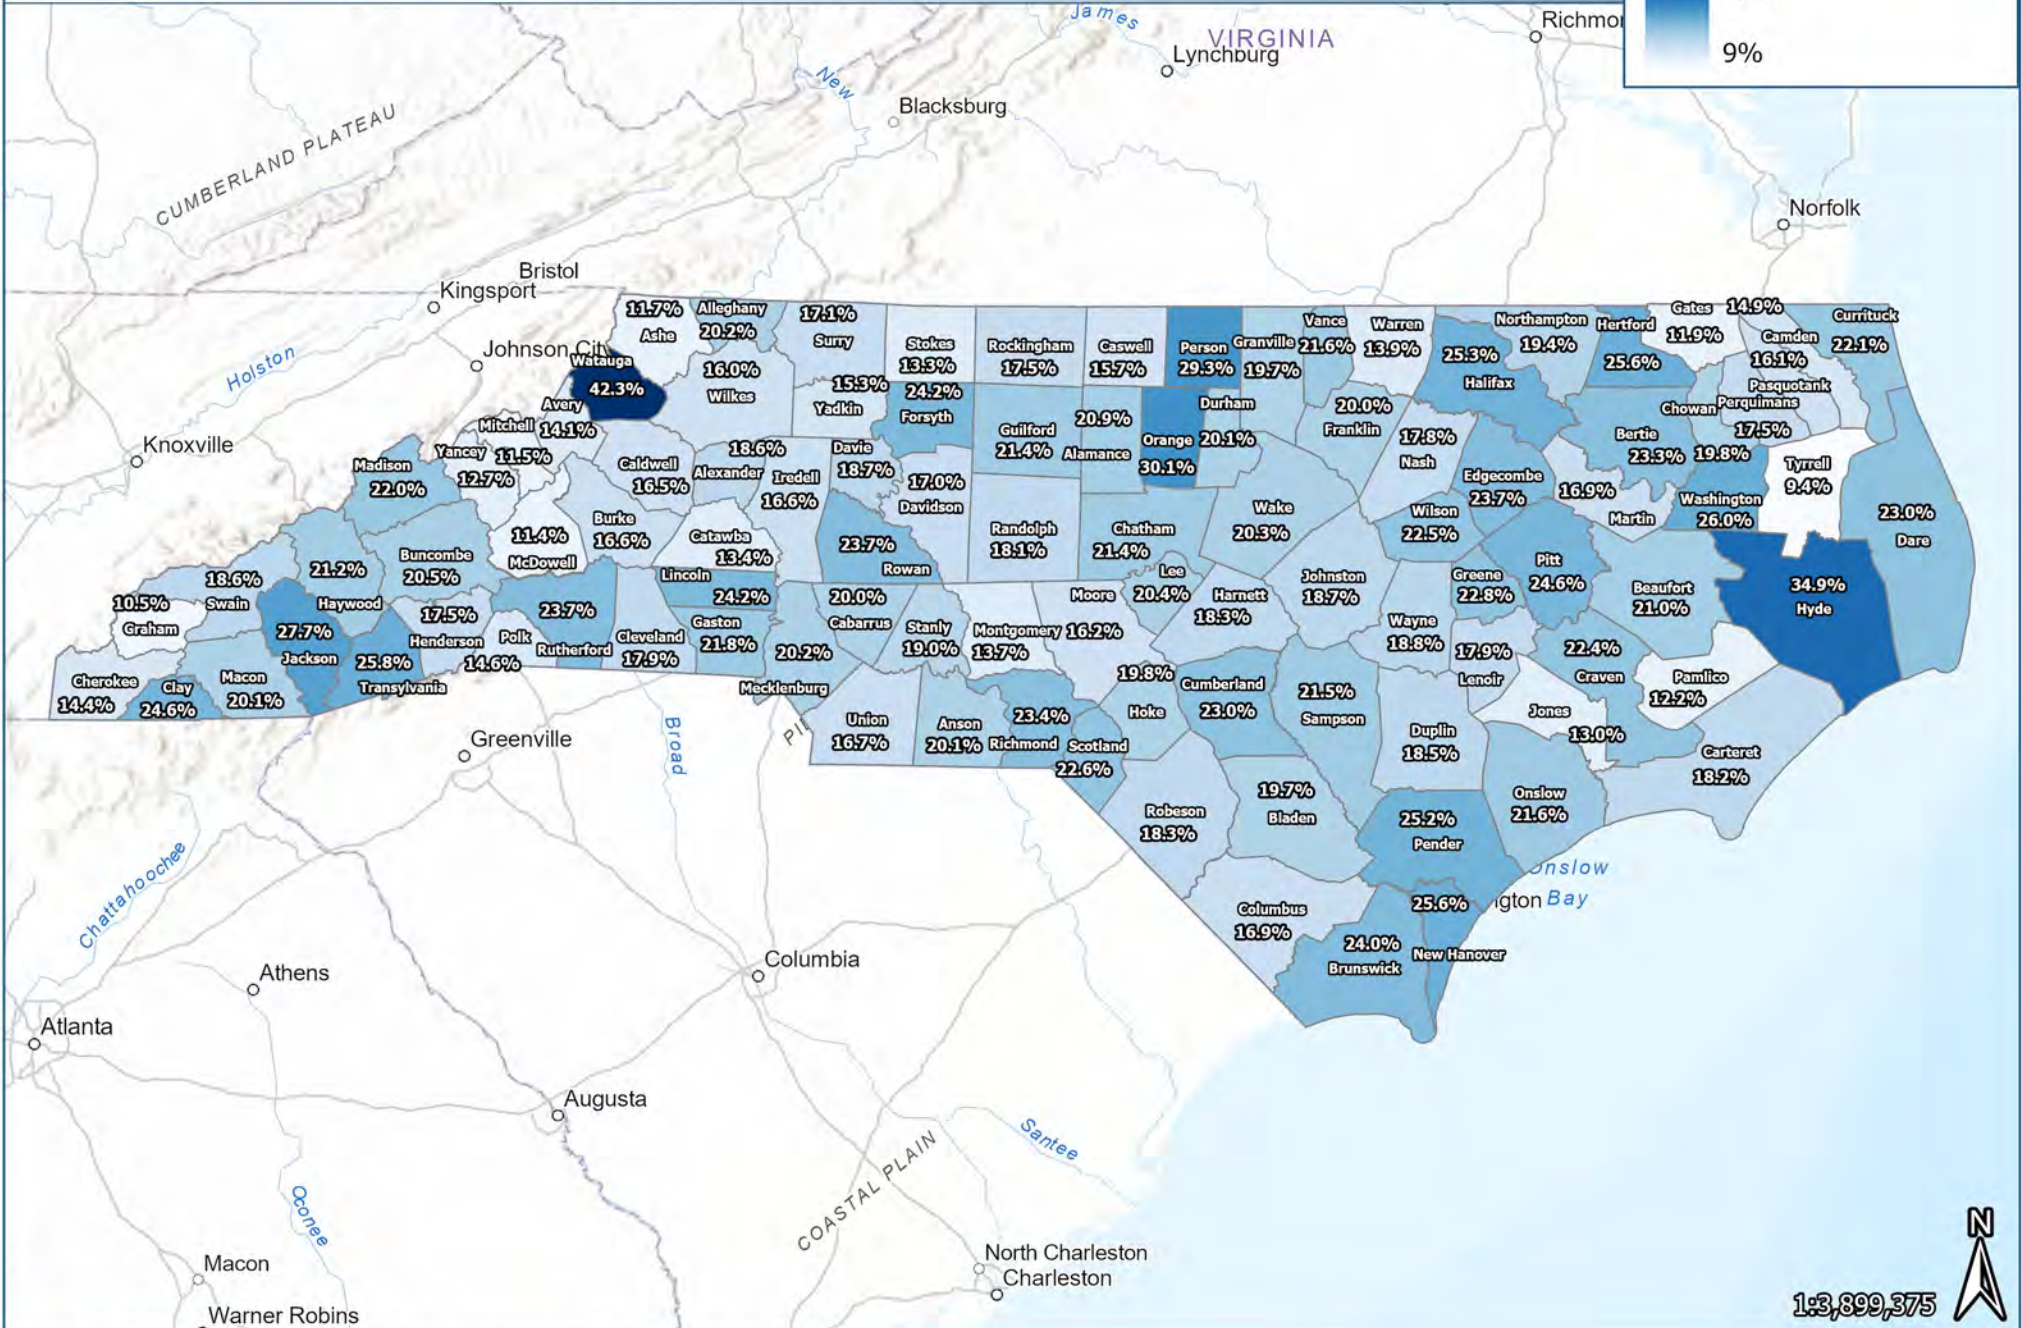 James
VIRGINIA
Richmo
9%
Lynchburg
New
Blacksburg
CUMBERLAND PLATEAU
Norfolk
Bristol
Kingsport
Johnson City
Holston
Knoxville
11.7%
Ashe
Alleghany
20.2%
17.1%
Surry
Stokes
13.3%
Rockingham
17.5%
Caswell
15.7%
Person
29.3%
Granville
19.7%
Vance
21.6%
Warren
13.9%
25.3%
Halifax
Northampton
19.4%
Hertford
25.6%
Gates
11.9%
14.9%
Camden
16.1%
Currituck
22.1%
Watauga
42.3%
16.0%
Wilkes
15.3%
Yadkin
24.2%
Forsyth
Guilford
21.4%
20.9%
Alamance
Orange
30.1%
Durham
20.1%
20.0%
Franklin
17.8%
Nash
Pasquotank
Perquimans
17.5%
Chowan
19.8%
Bertie
23.3%
Tyrrell
9.4%
Avery
14.1%
Mitchell
11.5%
Yancey
12.7%
Madison
22.0%
Caldwell
16.5%
18.6%
Alexander
Iredell
16.6%
Davie
18.7%
17.0%
Davidson
Randolph
18.1%
Chatham
21.4%
Wake
20.3%
Wilson
22.5%
Edgecombe
23.7%
16.9%
Martin
Washington
26.0%
23.0%
Dare
11.4%
McDowell
Burke
16.6%
Catawba
13.4%
23.7%
Rowan
Buncombe
20.5%
21.2%
Haywood
18.6%
Swain
10.5%
Graham
Lincoln
24.2%
Gaston
21.8%
Cleveland
17.9%
23.7%
Rutherford
Polk
14.6%
17.5%
Henderson
27.7%
Jackson
25.8%
Transylvania
Macon
20.1%
Clay
24.6%
Cherokee
14.4%
20.2%
Mecklenburg
20.0%
Cabarrus
Stanly
19.0%
Montgomery
13.7%
Moore
16.2%
Lee
20.4%
Harnett
18.3%
Johnston
18.7%
Wayne
18.8%
Greene
22.8%
Pitt
24.6%
Beaufort
21.0%
34.9%
Hyde
17.9%
Lenoir
22.4%
Craven
Pamlico
12.2%
Jones
13.0%
Carteret
18.2%
Union
16.7%
Anson
20.1%
23.4%
Richmond
Scotland
22.6%
19.8%
Hoke
Cumberland
23.0%
21.5%
Sampson
Duplin
18.5%
Onslow
21.6%
Robeson
18.3%
19.7%
Bladen
25.2%
Pender
Columbus
16.9%
24.0%
Brunswick
25.6%
New Hanover
Onslow
Bay
ington
Greenville
Broad
PI
Chattahoochee
Athens
Atlanta
Columbia
Augusta
Oconee
Santee
COASTAL PLAIN
North Charleston
Charleston
Macon
Warner Robins
N
1:3,899,375